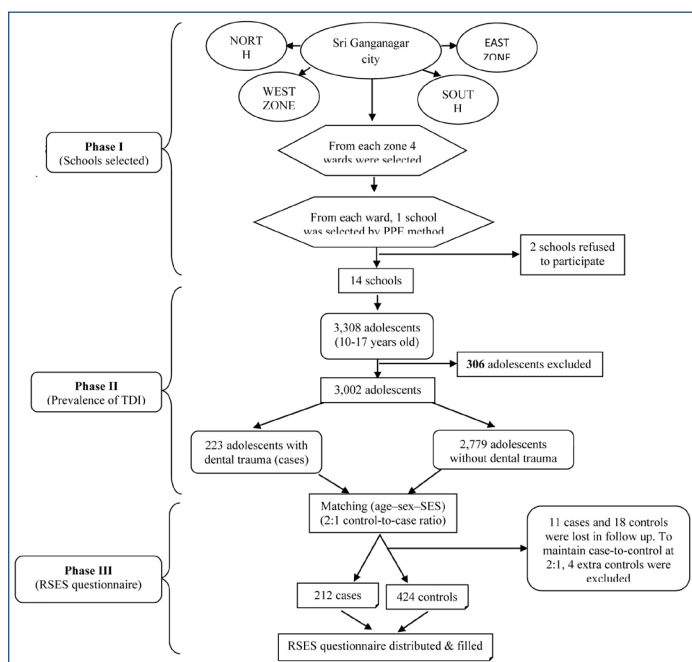 NORT
H
Sri Ganganagar
city
EAST
ZONE
WEST
ZONE
SOUT
H
Phase I
(Schools selected)
From each zone 4
wards were selected
From each ward, 1 school
was selected by PPE method
2 schools refused
to participate
14 schools
3,308 adolescents
(10-17 years old)
306 adolescents excluded
Phase II
(Prevalence of TDI)
3,002 adolescents
223 adolescents with
dental trauma (cases)
2,779 adolescents
without dental trauma
Matching (age–sex–SES)
(2:1 control-to-case ratio)
11 cases and 18 controls
were lost in follow up. To
maintain case-to-control at
2:1, 4 extra controls were
excluded
Phase III
(RSES questionnaire)
212 cases
424 controls
RSES questionnaire distributed & filled